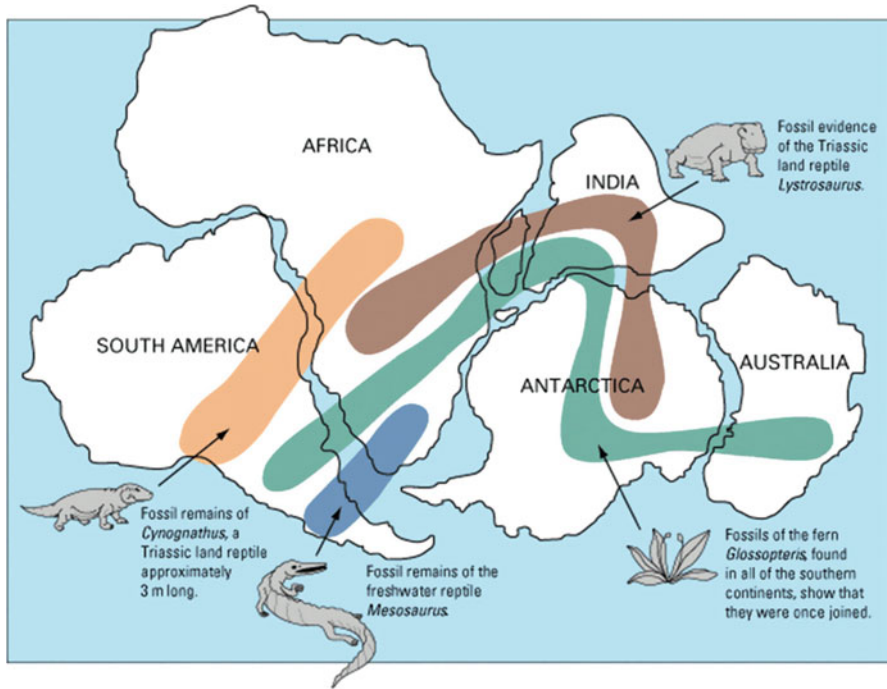 AFRICA
INDIA
SOUTH AMERICA
ANTARCTICA
AUSTRALIA
Fossil evidence
of the Triassic
land reptile
Lystrosaurus.
Fossil remains of
Cynognathus, a
Triassic land reptile
approximately
3 m long.
Fossil remains of the
freshwater reptile
Mesosaurus.
Fossils of the fern
Glossopteris, found
in all of the southern
continents, show that
they were once joined.